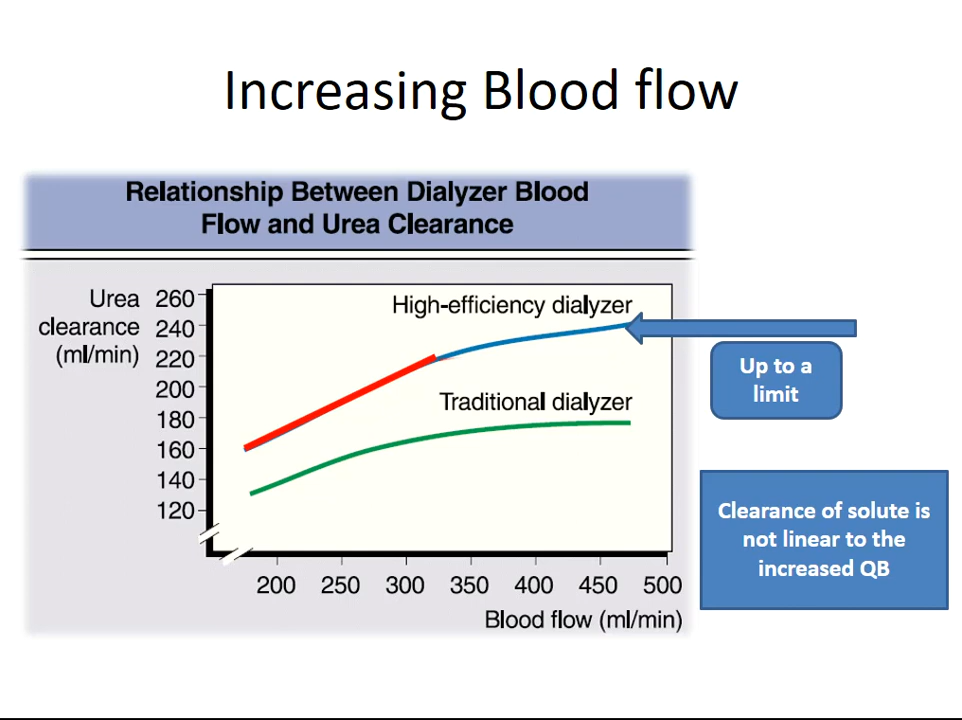 Increasing Blood flow
Relationship Between Dialyzer Blood
Flow and Urea Clearance
Urea
clearance
(ml/min)
260
240
220
200
180
160
140
120
High-efficiency dialyzer
Traditional dialyzer
200 250 300 350 400 450 500
Blood flow (ml/min)
Up to a
limit
Clearance of solute is
not linear to the
increased QB